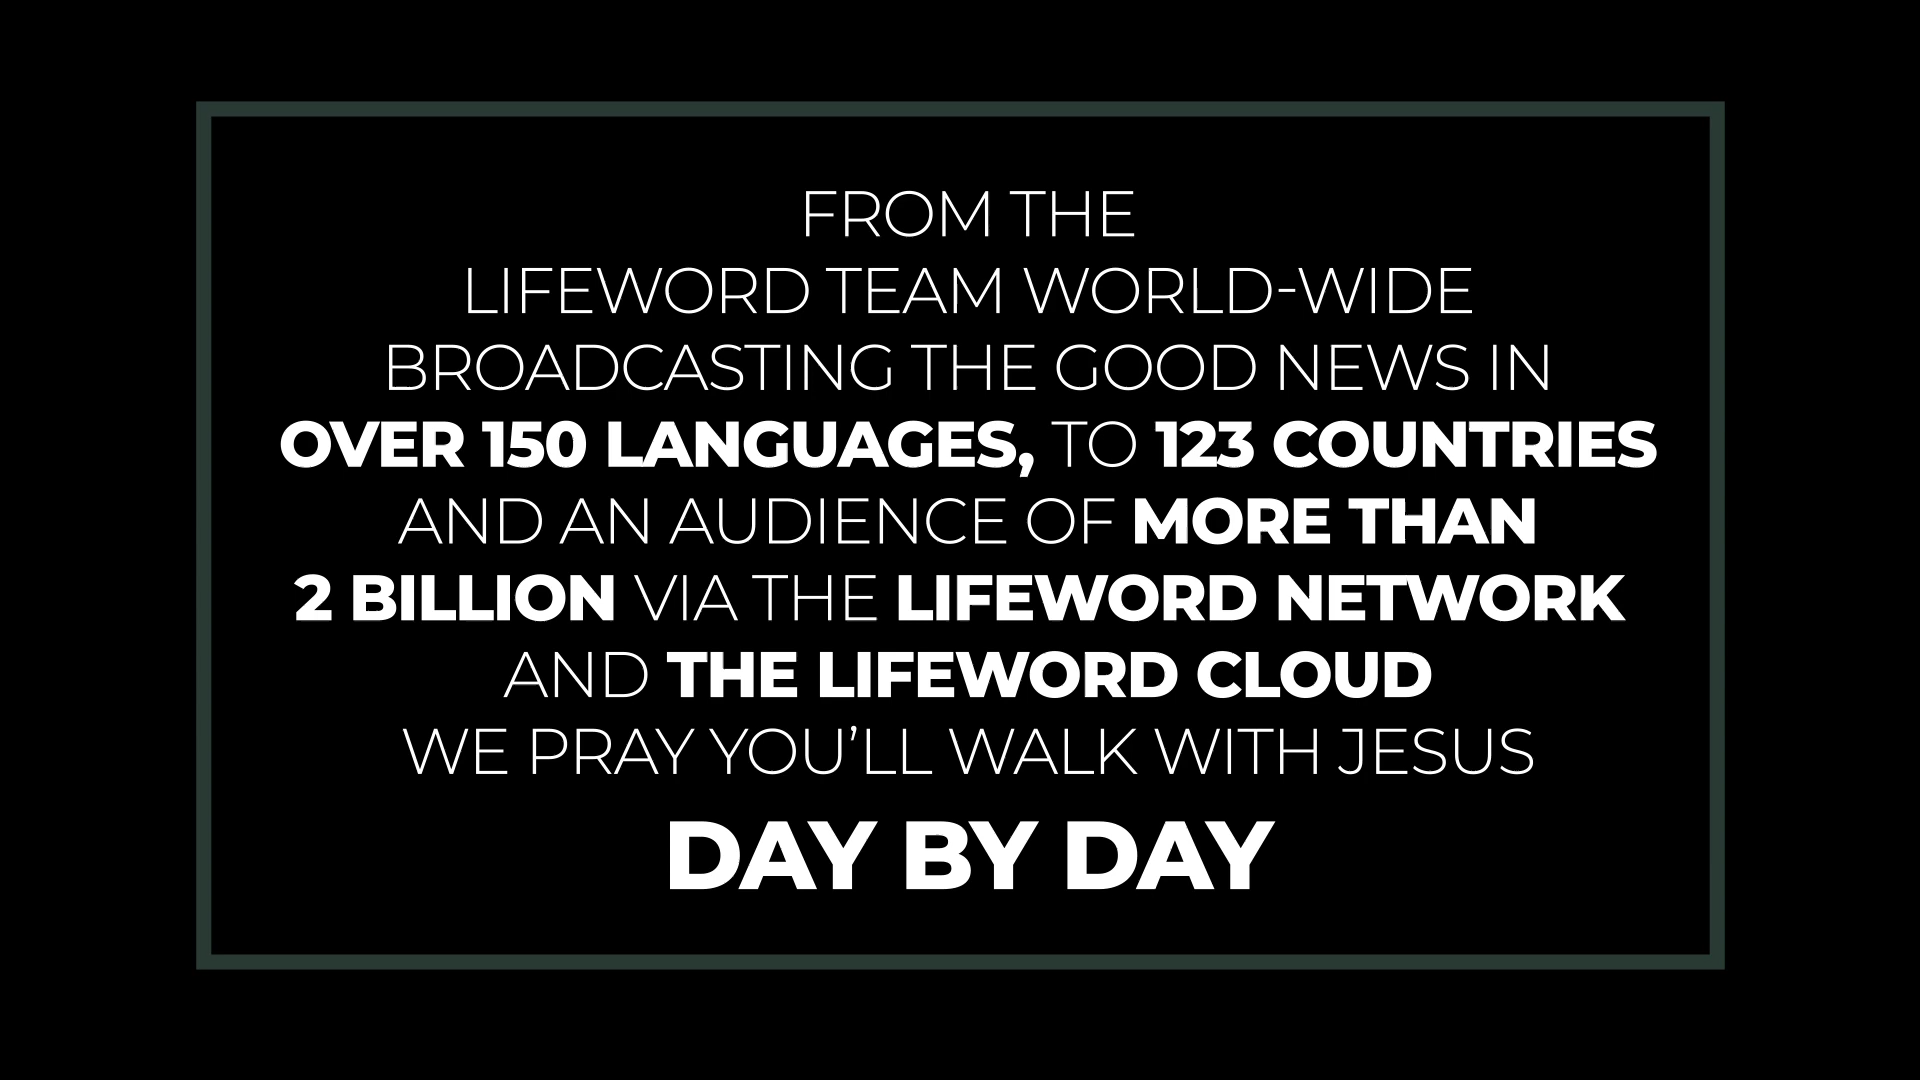 FROM THE
LIFEWORD TEAM WORLD-WIDE
BROADCASTING THE GOOD NEWS IN
OVER 150 LANGUAGES, TO 123 COUNTRIES
AND AN AUDIENCE OF MORE THAN
2 BILLION VIA THE LIFEWORD NETWORK
AND THE LIFEWORD CLOUD
WE PRAY YOU’LL WALK WITH JESUS
DAY BY DAY